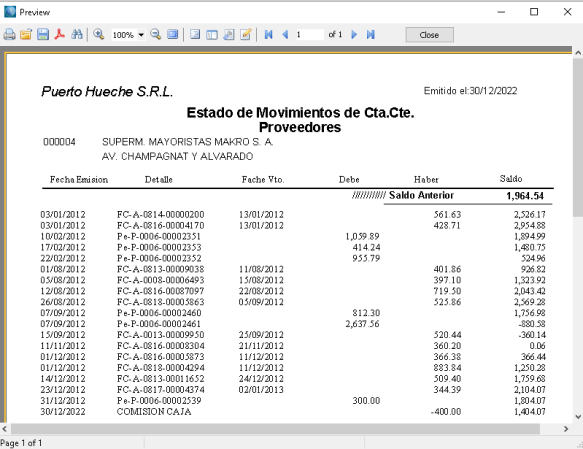 Preview
100% 1 of 1 Close
Puerto Hueche S.R.L. Emitido el:30/12/2022
Estado de Movimientos de Cta.Cte.
Proveedores
000004 SUPERM. MAYORISTAS MAKRO S. A.
AV. CHAMPAGNAT Y ALVARADO
Fecha Emision Detalle Fache Vto. Debe Haber Saldo
//////////// Saldo Anterior 1,964.54
03/01/2012 FC-A-0814-00000200 13/01/2012 561.63 2,526.17
03/01/2012 FC-A-0816-00004170 13/01/2012 428.71 2,954.88
10/02/2012 Pe-P-0006-00002351 1,059.89 1,894.99
17/02/2012 Pe-P-0006-00002353 414.24 1,480.75
22/02/2012 Pe-P-0006-00002352 955.79 524.96
01/08/2012 FC-A-0813-00009038 11/08/2012 401.86 926.82
05/08/2012 FC-A-0008-00006493 15/08/2012 397.10 1,323.92
12/08/2012 FC-A-0816-00087097 22/08/2012 719.50 2,043.42
26/08/2012 FC-A-0818-00005863 05/09/2012 525.86 2,569.28
07/09/2012 Pe-P-0006-00002460 812.30 1,756.98
07/09/2012 Pe-P-0006-00002461 2,637.56 -880.58
15/09/2012 FC-A-0013-00009950 25/09/2012 520.44 -360.14
11/11/2012 FC-A-0816-00008304 21/11/2012 360.20 0.06
01/12/2012 FC-A-0816-00005873 11/12/2012 366.38 366.44
01/12/2012 FC-A-0818-00004294 11/12/2012 883.84 1,250.28
14/12/2012 FC-A-0813-00011652 24/12/2012 509.40 1,759.68
23/12/2012 FC-A-0817-00004374 02/01/2013 344.39 2,104.07
31/12/2012 Pe-P-0006-00002539 300.00 1,804.07
30/12/2022 COMISION CAJA -400.00 1,404.07
Page 1 of 1